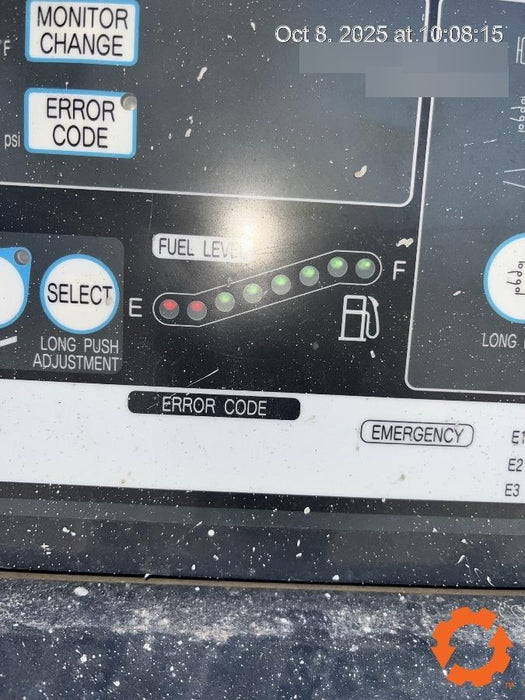 MONITOR
CHANGE
Oct 8, 2025 at 10:08:15
°F
ERROR
CODE
psi
FUEL LEVE
E
F
SELECT
LONG PUSH
ADJUSTMENT
LONG
ERROR CODE
EMERGENCY
E1
E2
E3